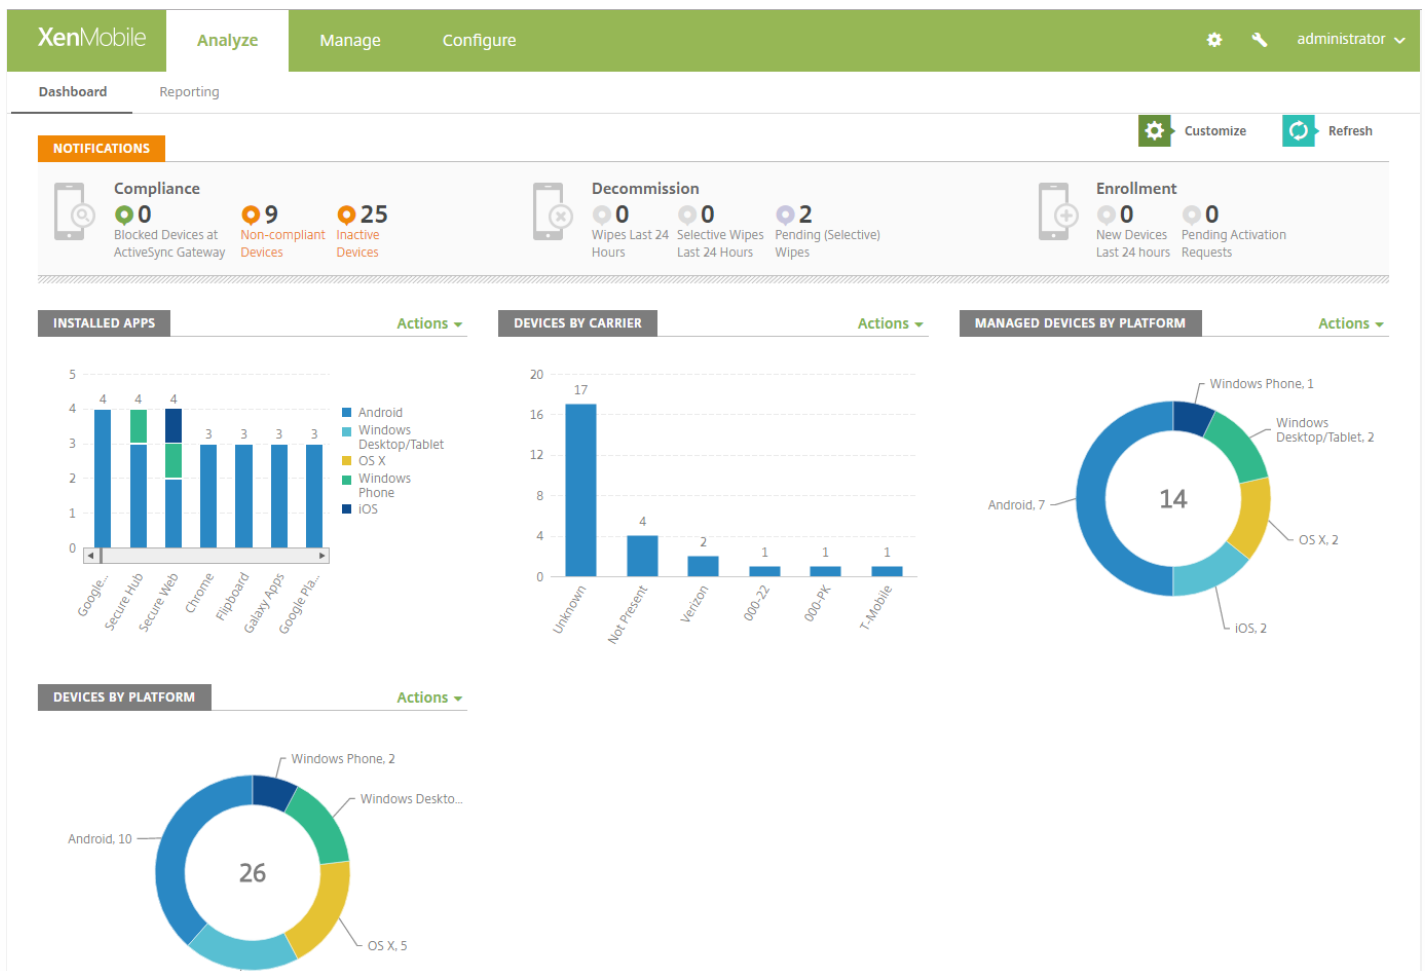 XenMobile
Analyze
Manage
Configure
administrator
Dashboard
Reporting
Customize
Refresh
NOTIFICATIONS
Compliance
0
Blocked Devices at
ActiveSync Gateway
9
Non-compliant
Devices
25
Inactive
Devices
Decommission
0
Wipes Last 24
Hours
0
Selective Wipes
Last 24 Hours
2
Pending (Selective)
Wipes
Enrollment
0
New Devices
Last 24 hours
0
Pending Activation
Requests
INSTALLED APPS
Actions
5
4
3
2
1
0
4
4
4
3
3
3
3
Google...
Secure Hub
Secure Web
Chrome
Flipboard
Galaxy Apps
Google Pla...
Android
Windows
Desktop/Tablet
OS X
Windows
Phone
iOS
DEVICES BY CARRIER
Actions
20
16
12
8
4
0
17
4
2
1
1
1
Unknown
Not Present
Verizon
000-22
000-PK
T-Mobile
MANAGED DEVICES BY PLATFORM
Actions
Windows Phone, 1
Windows
Desktop/Tablet, 2
Android, 7
14
OS X, 2
iOS, 2
DEVICES BY PLATFORM
Actions
Windows Phone, 2
Windows Deskto...
Android, 10
26
OS X, 5